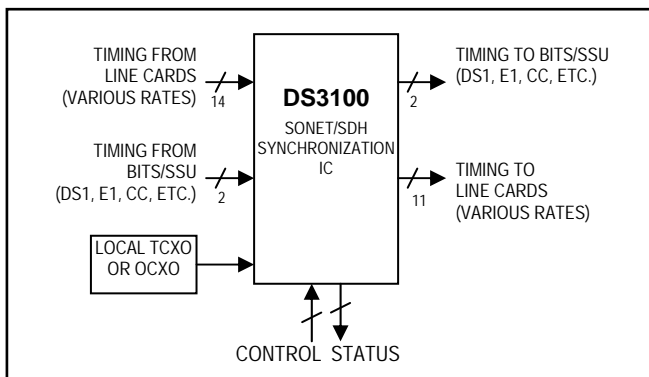 TIMING FROM
LINE CARDS
(VARIOUS RATES)
14
TIMING FROM
BITS/SSU
(DS1, E1, CC, ETC.)
2
LOCAL TCXO
OR OCXO
DS3100
SONET/SDH
SYNCHRONIZATION
IC
TIMING TO BITS/SSU
(DS1, E1, CC, ETC.)
2
TIMING TO
LINE CARDS
(VARIOUS RATES)
11
CONTROL STATUS